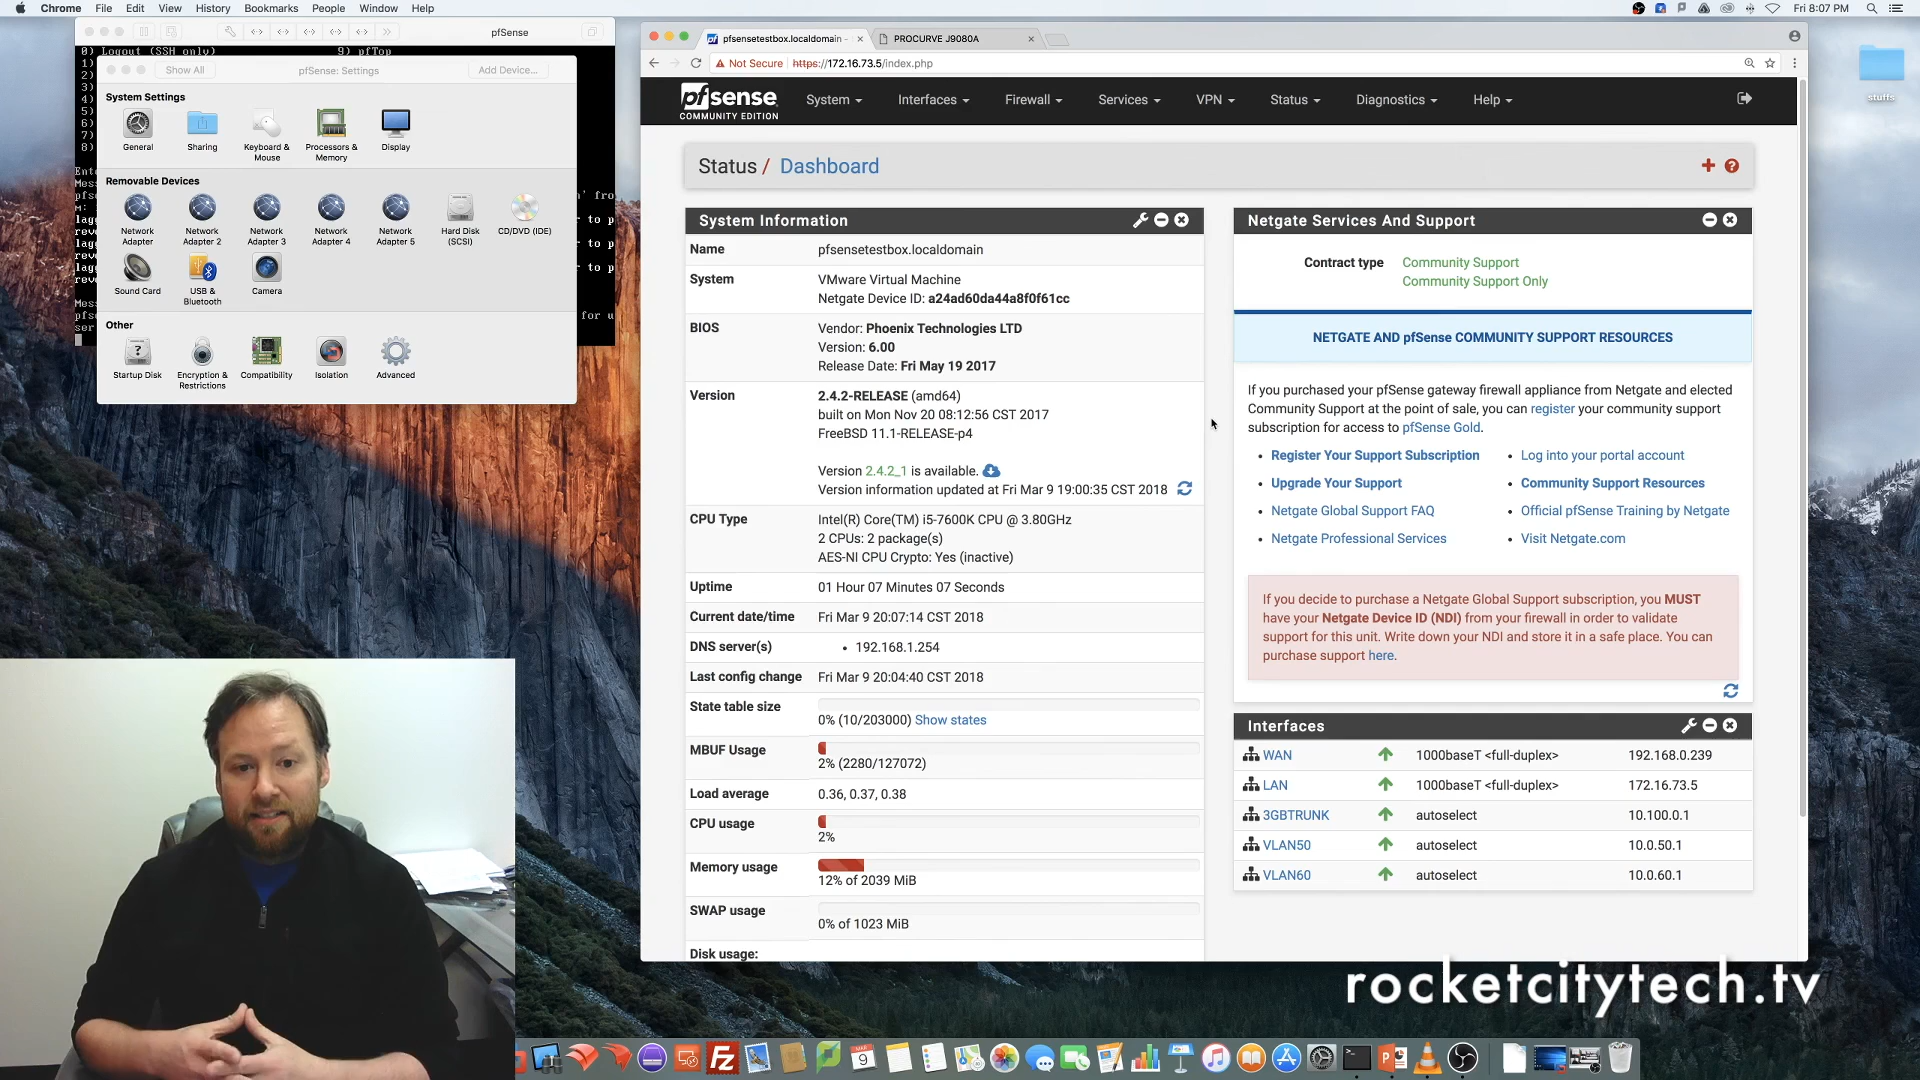 Chrome File Edit View History Bookmarks People Window Help
Fri 8:07 PM
pfSense
0) Logout (SSH only) 9) pfTop
1)
2)
3)
4)
5)
6)
7)
8)
Show All
pfSense: Settings
Add Device...
System Settings
General
Sharing
Keyboard & Mouse
Processors & Memory
Display
Removable Devices
Network Adapter
Network Adapter 2
Network Adapter 3
Network Adapter 4
Network Adapter 5
Hard Disk (SCSI)
CD/DVD (IDE)
Sound Card
USB & Bluetooth
Camera
Other
Startup Disk
Encryption & Restrictions
Compatibility
Isolation
Advanced
pfsensetestbox.localdomain -
PROCURVE J9080A
Not Secure https://172.16.73.5/index.php
stuffs
pfsense
COMMUNITY EDITION
System Interfaces Firewall Services VPN Status Diagnostics Help
Status / Dashboard
System Information
Name pfsensetestbox.localdomain
System VMware Virtual Machine
Netgate Device ID: a24ad60da44a8f0f61cc
BIOS Vendor: Phoenix Technologies LTD
Version: 6.00
Release Date: Fri May 19 2017
Version 2.4.2-RELEASE (amd64)
built on Mon Nov 20 08:12:56 CST 2017
FreeBSD 11.1-RELEASE-p4
Version 2.4.2_1 is available.
Version information updated at Fri Mar 9 19:00:35 CST 2018
CPU Type Intel(R) Core(TM) i5-7600K CPU @ 3.80GHz
2 CPUs: 2 package(s)
AES-NI CPU Crypto: Yes (inactive)
Uptime 01 Hour 07 Minutes 07 Seconds
Current date/time Fri Mar 9 20:07:14 CST 2018
DNS server(s) • 192.168.1.254
Last config change Fri Mar 9 20:04:40 CST 2018
State table size
0% (10/203000) Show states
MBUF Usage
2% (2280/127072)
Load average 0.36, 0.37, 0.38
CPU usage
2%
Memory usage
12% of 2039 MiB
SWAP usage
0% of 1023 MiB
Disk usage:
Netgate Services And Support
Contract type Community Support
Community Support Only
NETGATE AND pfSense COMMUNITY SUPPORT RESOURCES
If you purchased your pfSense gateway firewall appliance from Netgate and elected
Community Support at the point of sale, you can register your community support
subscription for access to pfSense Gold.
• Register Your Support Subscription
• Upgrade Your Support
• Netgate Global Support FAQ
• Netgate Professional Services
• Log into your portal account
• Community Support Resources
• Official pfSense Training by Netgate
• Visit Netgate.com
If you decide to purchase a Netgate Global Support subscription, you MUST
have your Netgate Device ID (NDI) from your firewall in order to validate
support for this unit. Write down your NDI and store it in a safe place. You can
purchase support here.
Interfaces
WAN 1000baseT <full-duplex> 192.168.0.239
LAN 1000baseT <full-duplex> 172.16.73.5
3GBTRUNK autoselect 10.100.0.1
VLAN50 autoselect 10.0.50.1
VLAN60 autoselect 10.0.60.1
rocketcitytech.tv